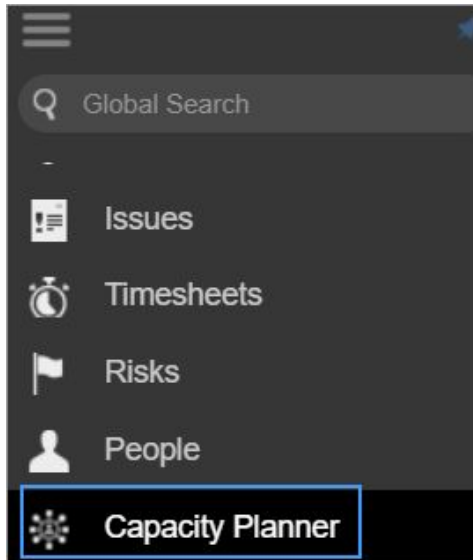 Global Search
Issues
Timesheets
Risks
People
Capacity Planner